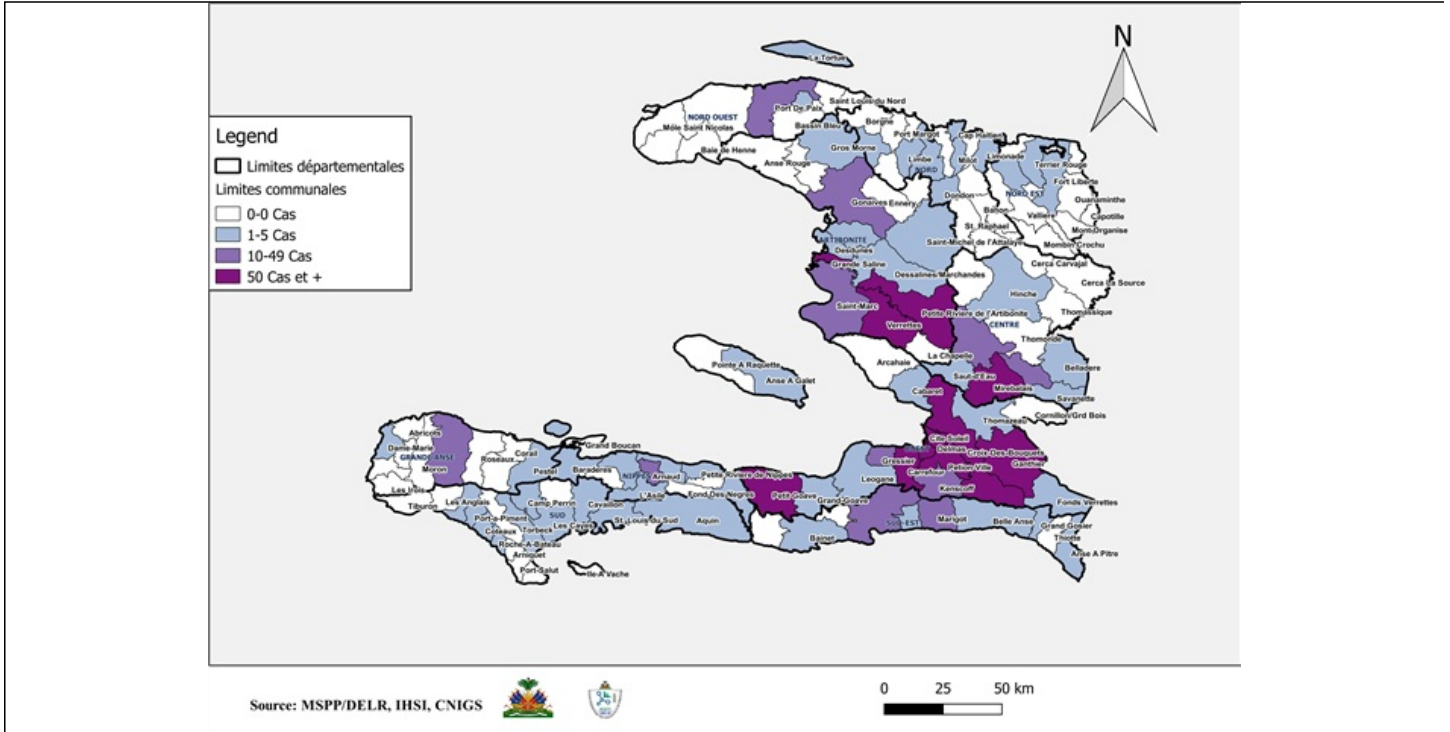 N
Legend
Limites départementales
Limites communales
0-0 Cas
1-5 Cas
10-49 Cas
50 Cas et +
La Tortue
Port De Paix
Saint Louis du Nord
NORD OUEST
Môle Saint Nicolas
Bassin Bleu
Borgne
Port Margot
Cap Haitien
Baie de Henne
Anse Rouge
Gros Morne
Limbe
NORD
Milot
Limonade
Terrier Rouge
Fort Liberte
NORD EST
Ouanaminthe
Gonaives
Ennery
Dondon
Bahon
Valliere
Capotille
St. Raphael
Mont-Organise
Mombin Crochu
ARTIBONITE
Desdunes
Saint-Michel de l'Attalaye
Grande Saline
Dessalines/Marchandes
Cerca Carvajal
Cerca La Source
Hinche
Saint-Marc
Petite Rivière de l'Artibonite
Thomassique
Verrettes
CENTRE
Thomonde
La Chapelle
Arcahaie
Belladere
Pointe A Raquette
Anse A Galet
Saut-d'Eau
Mirebalais
Cabaret
Savanette
Cornillon/Grd Bois
Thomazeau
Abricots
Dame-Marie
GRANDE ANSE
Moron
Roseaux
Corail
Grand Boucan
Pestel
Baradères
NIPPES
Arnaud
Petite Riviere de Nippes
Cite Soleil
Delmas
Croix-Des-Bouquets
Gressier
Carrefour
Petion Ville
Ganthier
Kenscoff
Leogane
Les Irois
Tiburon
Les Anglais
Camp Perrin
Cavaillon
L'Asile
Fond Des Negres
Petit Goave
Grand Goave
Fonds Verrettes
Port-à-Piment
SUD
Coteaux
Torbeck
Les Cayes
St. Louis du Sud
Aquin
Bainet
SUD-EST
Marigot
Belle Anse
Grand Gosier
Thiotte
Anse A Pitre
Roche-A-Bateau
Arniquet
Port-Salut
Ile-A Vache
Source: MSPP/DELR, IHSI, CNIGS
0 25 50 km